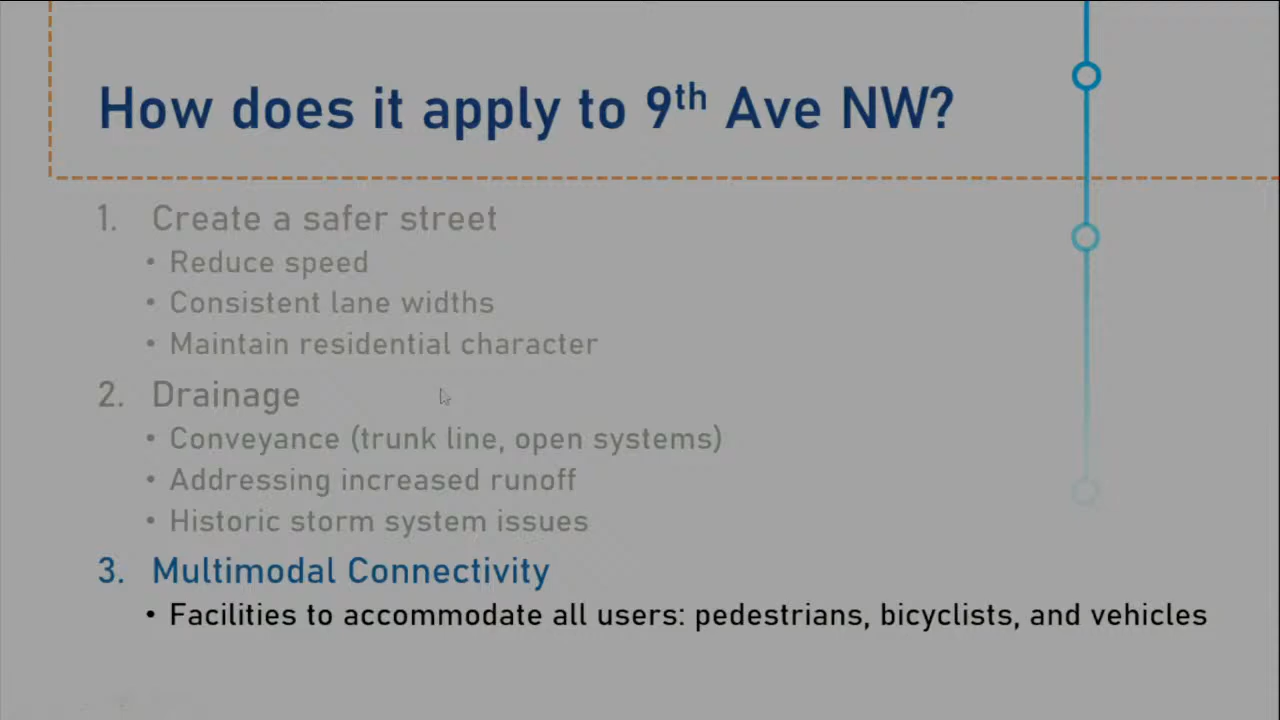 How does it apply to 9th Ave NW?
1. Create a safer street
• Reduce speed
• Consistent lane widths
• Maintain residential character
2. Drainage
• Conveyance (trunk line, open systems)
• Addressing increased runoff
• Historic storm system issues
3. Multimodal Connectivity
• Facilities to accommodate all users: pedestrians, bicyclists, and vehicles